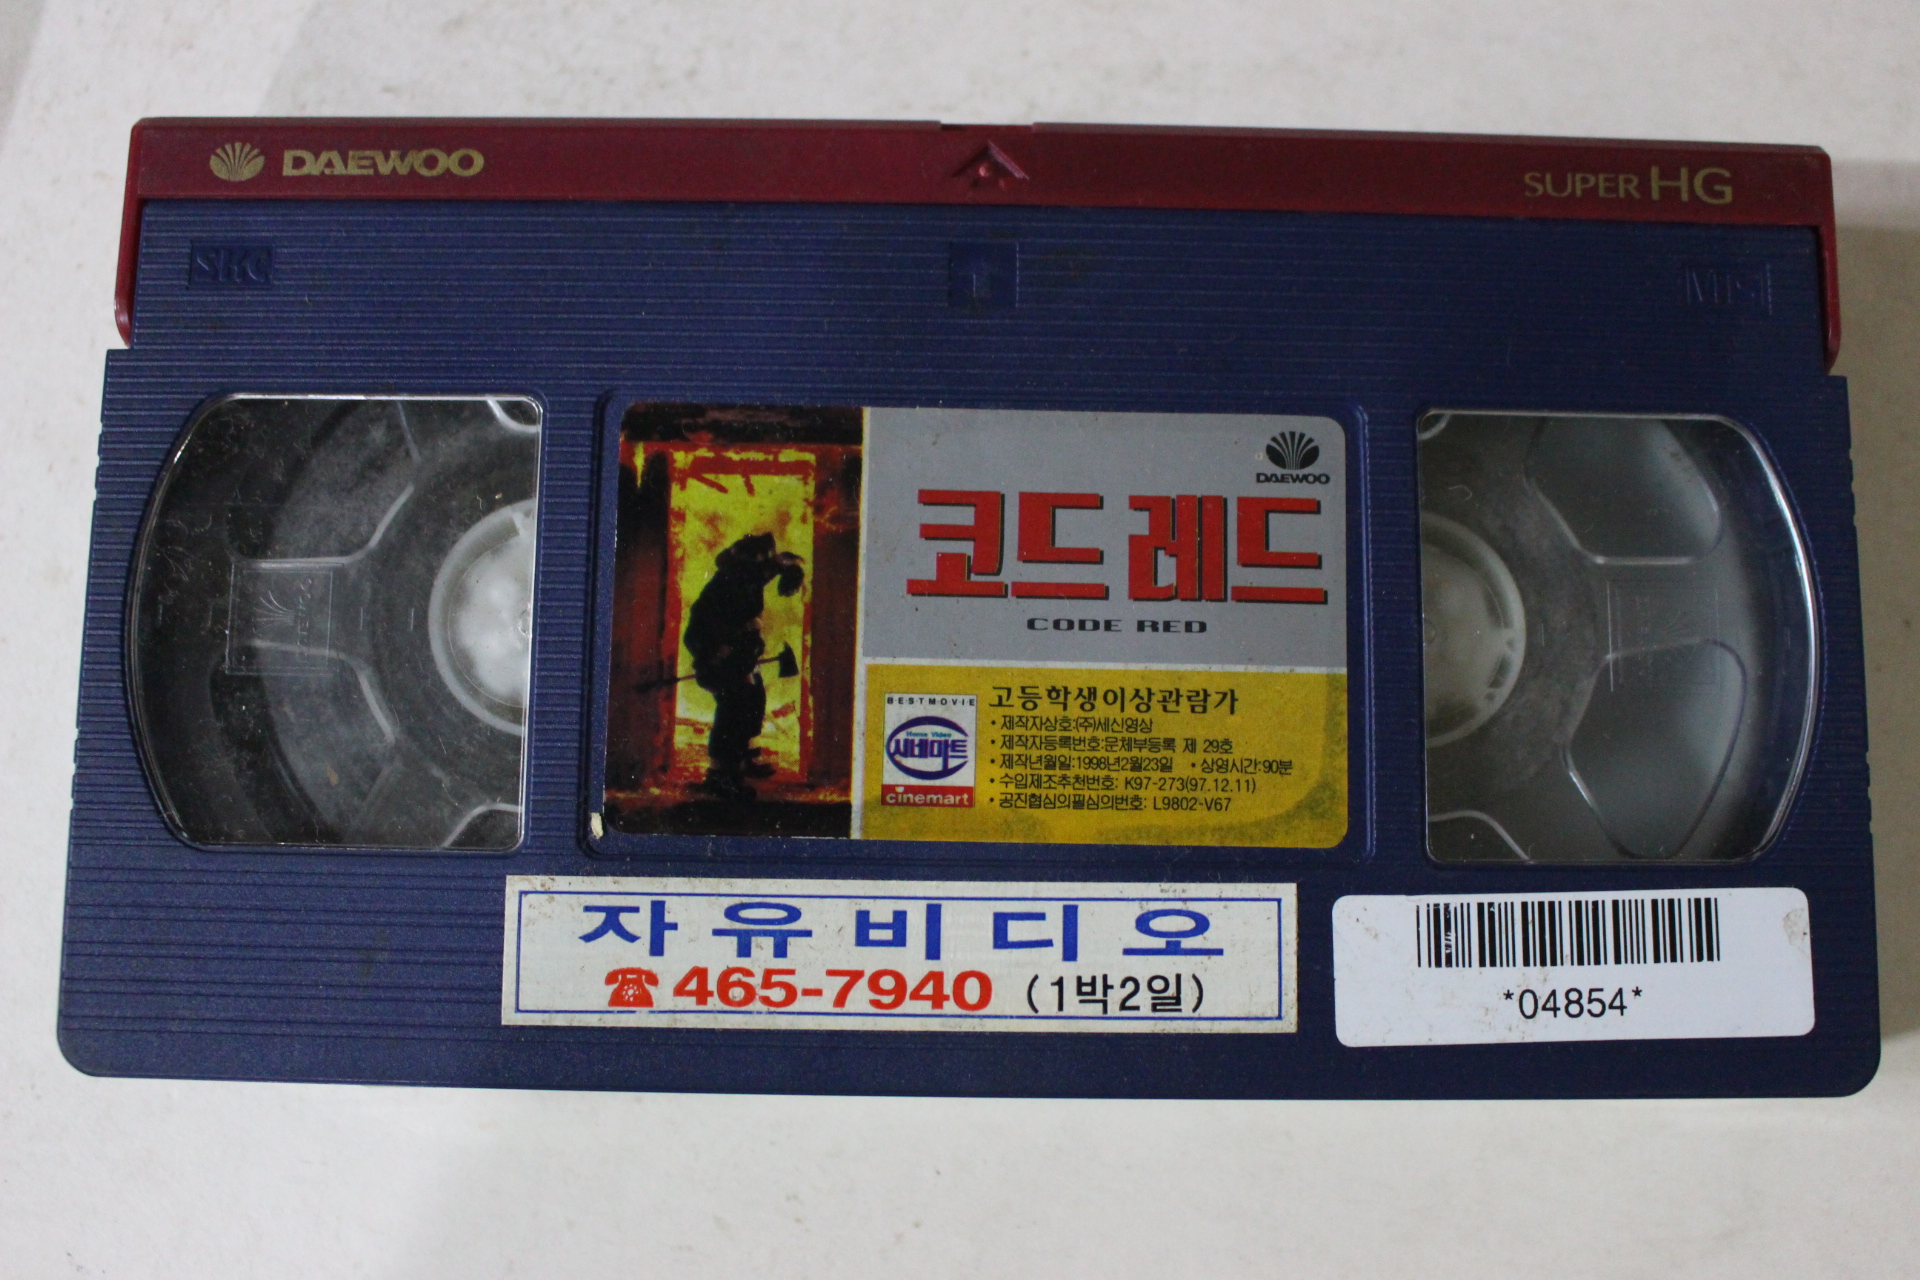 DAEWOO
SUPER HG
SKC
DAEWOO
코드 레드
CODE RED
BESTMOVIE
Home Video
시네마트
cinemart
고등학생이상관람가
• 제작자상호:(주)세신영상
• 제작자등록번호:문체부등록 제 29호
• 제작년월일:1998년2월23일 • 상영시간:90분
• 수입제조추천번호: K97-273(97.12.11)
• 공진협심의필심의번호: L9802-V67
자유비디오
☎465-7940 (1박2일)
*04854*